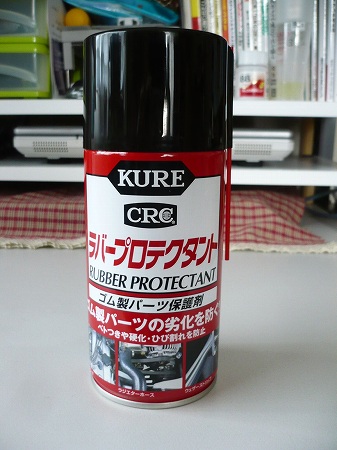 KURE
CRC
ラバープロテクタント
RUBBER PROTECTANT
ゴム製パーツ保護剤
ゴム製パーツの劣化を防ぐ
ベトつきや硬化・ひび割れを防止
ラジエターホース